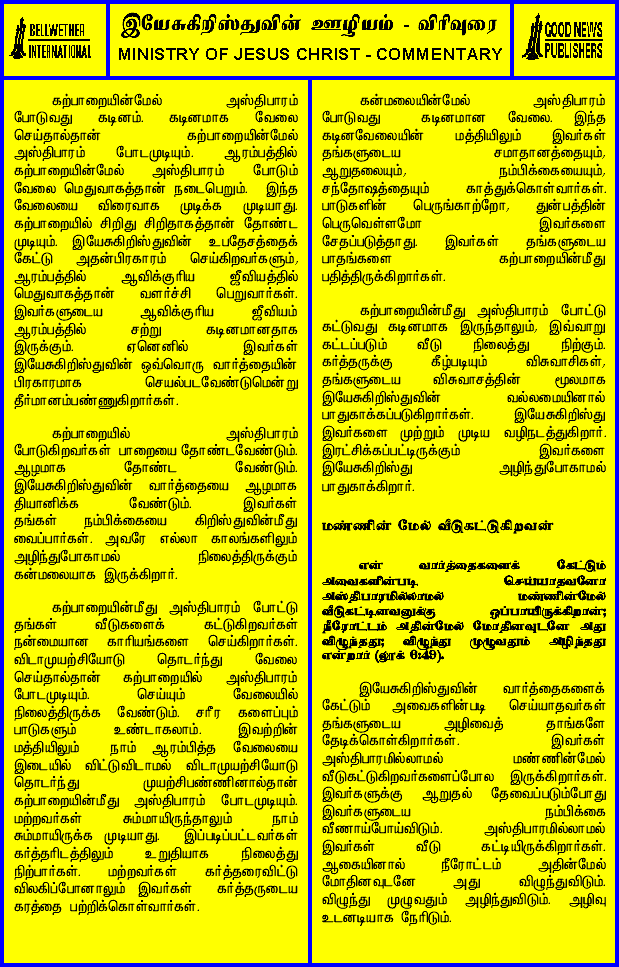 BELLWETHER
INTERNATIONAL
இயேசுகிறிஸ்துவின் ஊழியம் - விரிவுரை
MINISTRY OF JESUS CHRIST - COMMENTARY
GOOD NEWS
PUBLISHERS
கற்பாறையின்மேல் அஸ்திபாரம்
போடுவது கடினம். கடினமாக வேலை
செய்தால்தான் கற்பாறையின்மேல்
அஸ்திபாரம் போடமுடியும். ஆரம்பத்தில்
கற்பாறையின்மேல் அஸ்திபாரம் போடும்
வேலை மெதுவாகத்தான் நடைபெறும். இந்த
வேலையை விரைவாக முடிக்க முடியாது.
கற்பாறையில் சிறிது சிறிதாகத்தான் தோண்ட
முடியும். இயேசுகிறிஸ்துவின் உபதேசத்தைக்
கேட்டு அதன்பிரகாரம் செய்கிறவர்களும்,
ஆரம்பத்தில் ஆவிக்குரிய ஜீவியத்தில்
மெதுவாகத்தான் வளர்ச்சி பெறுவார்கள்.
இவர்களுடைய ஆவிக்குரிய ஜீவியம்
ஆரம்பத்தில் சற்று கடினமானதாக
இருக்கும். ஏனெனில் இவர்கள்
இயேசுகிறிஸ்துவின் ஒவ்வொரு வார்த்தையின்
பிரகாரமாக செயல்படவேண்டுமென்று
தீர்மானம்பண்ணுகிறார்கள்.
கற்பாறையில் அஸ்திபாரம்
போடுகிறவர்கள் பாறையை தோண்டவேண்டும்.
ஆழமாக தோண்ட வேண்டும்.
இயேசுகிறிஸ்துவின் வார்த்தையை ஆழமாக
தியானிக்க வேண்டும். இவர்கள்
தங்கள் நம்பிக்கையை கிறிஸ்துவின்மீது
வைப்பார்கள். அவரே எல்லா காலங்களிலும்
அழிந்துபோகாமல் நிலைத்திருக்கும்
கன்மலையாக இருக்கிறார்.
கற்பாறையின்மீது அஸ்திபாரம் போட்டு
தங்கள் வீடுகளைக் கட்டுகிறவர்கள்
நன்மையான காரியங்களை செய்கிறார்கள்.
விடாமுயற்சியோடு தொடர்ந்து வேலை
செய்தால்தான் கற்பாறையில் அஸ்திபாரம்
போடமுடியும். செய்யும் வேலையில்
நிலைத்திருக்க வேண்டும். சரீர களைப்பும்
பாடுகளும் உண்டாகலாம். இவற்றின்
மத்தியிலும் நாம் ஆரம்பித்த வேலையை
இடையில் விட்டுவிடாமல் விடாமுயற்சியோடு
தொடர்ந்து முயற்சிபண்ணினால்தான்
கற்பாறையின்மீது அஸ்திபாரம் போடமுடியும்.
மற்றவர்கள் சும்மாயிருந்தாலும் நாம்
சும்மாயிருக்க முடியாது. இப்படிப்பட்டவர்கள்
கர்த்தரிடத்திலும் உறுதியாக நிலைத்து
நிற்பார்கள். மற்றவர்கள் கர்த்தரைவிட்டு
விலகிப்போனாலும் இவர்கள் கர்த்தருடைய
கரத்தை பற்றிக்கொள்வார்கள்.
கன்மலையின்மேல் அஸ்திபாரம்
போடுவது கடினமான வேலை. இந்த
கடினவேலையின் மத்தியிலும் இவர்கள்
தங்களுடைய சமாதானத்தையும்,
ஆறுதலையும், நம்பிக்கையையும்,
சந்தோஷத்தையும் காத்துக்கொள்வார்கள்.
பாடுகளின் பெருங்காற்றோ, துன்பத்தின்
பெருவெள்ளமோ இவர்களை
சேதப்படுத்தாது. இவர்கள் தங்களுடைய
பாதங்களை கற்பாறையின்மீது
பதித்திருக்கிறார்கள்.
கற்பாறையின்மீது அஸ்திபாரம் போட்டு
கட்டுவது கடினமாக இருந்தாலும், இவ்வாறு
கட்டப்படும் வீடு நிலைத்து நிற்கும்.
கர்த்தருக்கு கீழ்படியும் விசுவாசிகள்,
தங்களுடைய விசுவாசத்தின் மூலமாக
இயேசுகிறிஸ்துவின் வல்லமையினால்
பாதுகாக்கப்படுகிறார்கள். இயேசுகிறிஸ்து
இவர்களை முற்றும் முடிய வழிநடத்துகிறார்.
இரட்சிக்கப்பட்டிருக்கும் இவர்களை
இயேசுகிறிஸ்து அழிந்துபோகாமல்
பாதுகாக்கிறார்.
மண்ணின் மேல் வீடுகட்டுகிறவன்
என் வார்த்தைகளைக் கேட்டும்
அவைகளின்படி செய்யாதவனோ
அஸ்திபாரமில்லாமல் மண்ணின்மேல்
வீடுகட்டினவனுக்கு ஒப்பாயிருக்கிறான்;
நீரோட்டம் அதின்மேல் மோதினவுடனே அது
விழுந்தது; விழுந்து முழுவதும் அழிந்தது
என்றார் (லூக் 6:49).
இயேசுகிறிஸ்துவின் வார்த்தைகளைக்
கேட்டும் அவைகளின்படி செய்யாதவர்கள்
தங்களுடைய அழிவைத் தாங்களே
தேடிக்கொள்கிறார்கள். இவர்கள்
அஸ்திபாரமில்லாமல் மண்ணின்மேல்
வீடுகட்டுகிறவர்களைப்போல இருக்கிறார்கள்.
இவர்களுக்கு ஆறுதல் தேவைப்படும்போது
இவர்களுடைய நம்பிக்கை
வீணாய்போய்விடும். அஸ்திபாரமில்லாமல்
இவர்கள் வீடு கட்டியிருக்கிறார்கள்.
ஆகையினால் நீரோட்டம் அதின்மேல்
மோதினவுடனே அது விழுந்துவிடும்.
விழுந்து முழுவதும் அழிந்துவிடும். அழிவு
உடனடியாக நேரிடும்.